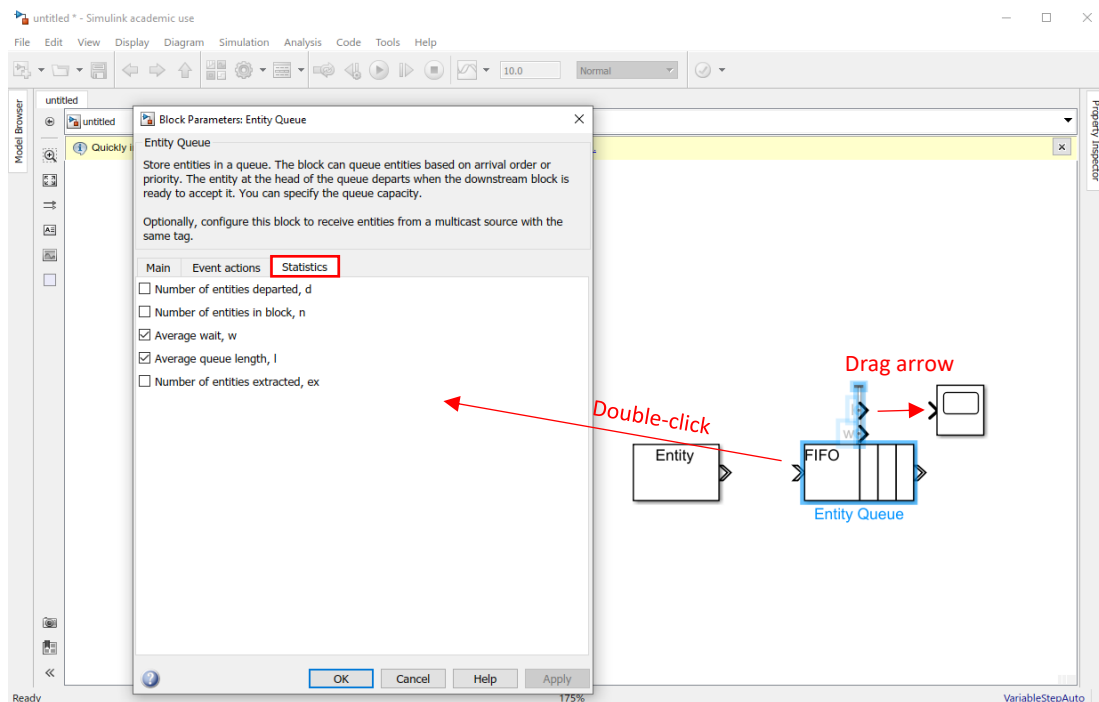 untitled * - Simulink academic use
File Edit View Display Diagram Simulation Analysis Code Tools Help
10.0 Normal
Model Browser
untitled
Property Inspector
untitled
Quickly i
Block Parameters: Entity Queue
Entity Queue
Store entities in a queue. The block can queue entities based on arrival order or
priority. The entity at the head of the queue departs when the downstream block is
ready to accept it. You can specify the queue capacity.
Optionally, configure this block to receive entities from a multicast source with the
same tag.
Main Event actions Statistics
Number of entities departed, d
Number of entities in block, n
Average wait, w
Average queue length, l
Number of entities extracted, ex
OK Cancel Help Apply
Drag arrow
Double-click
l
w
Entity
FIFO
Entity Queue
Ready 175% VariableStepAuto